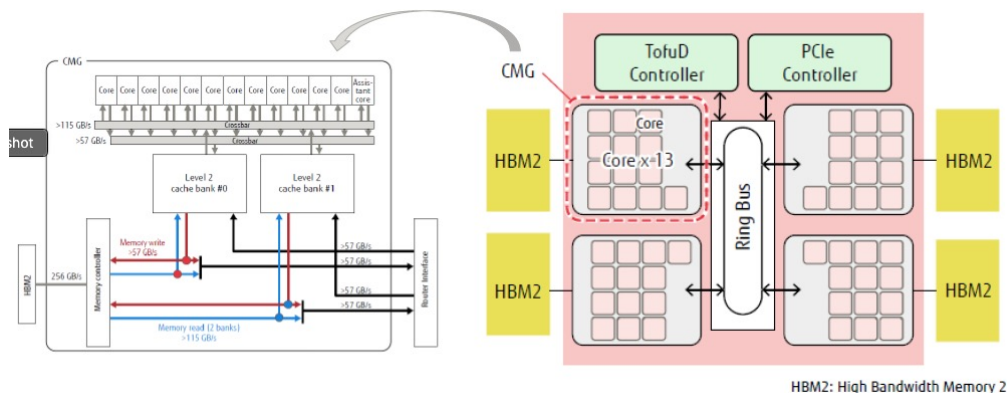 shot
CMG
Core
Core
Core
Core
Core
Core
Core
Core
Core
Core
Core
Core
Assis-
tant
core
>115 GB/s
Crossbar
>57 GB/s
Crossbar
Level 2
cache bank #0
Level 2
cache bank #1
HBM2
256 GB/s
Memory controller
Memory write
>57 GB/s
>57 GB/s
>57 GB/s
>57 GB/s
>57 GB/s
Memory read (2 banks)
>115 GB/s
Router Interface
CMG
TofuD
Controller
PCIe
Controller
HBM2
Core
Core x 13
Ring Bus
HBM2
HBM2
HBM2
HBM2: High Bandwidth Memory 2